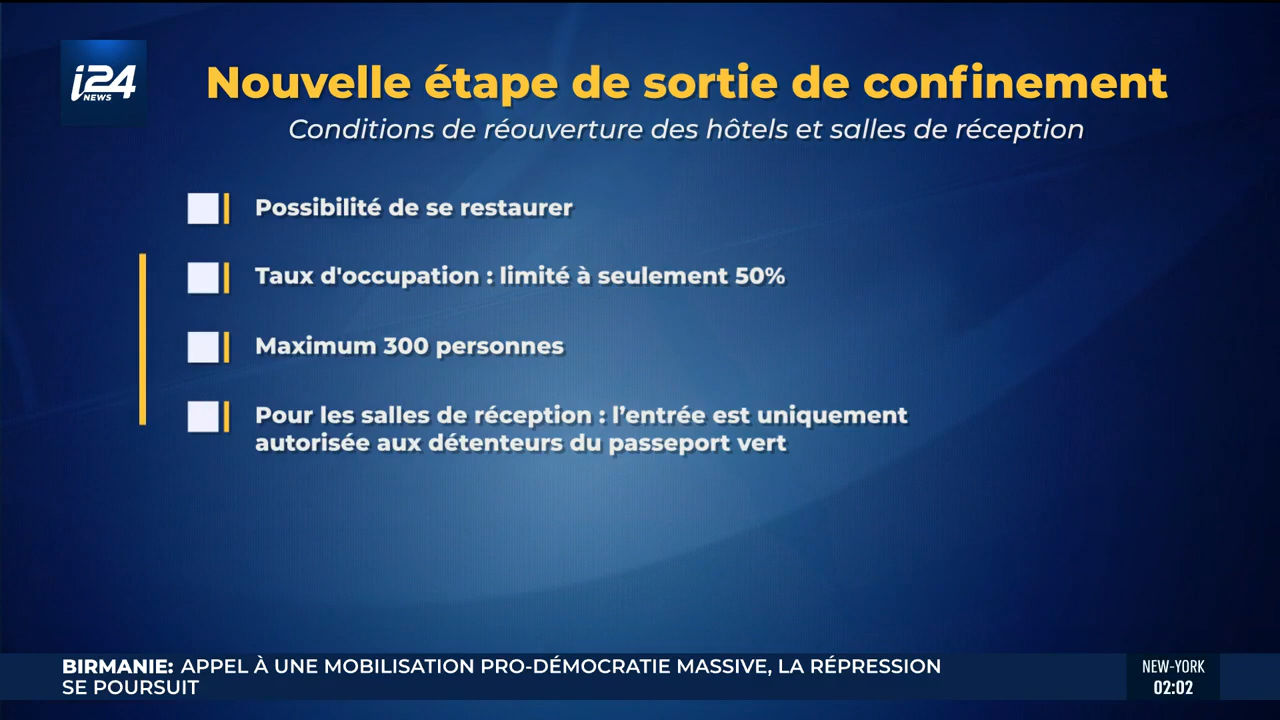 i24
NEWS
Nouvelle étape de sortie de confinement
Conditions de réouverture des hôtels et salles de réception
Possibilité de se restaurer
Taux d'occupation : limité à seulement 50%
Maximum 300 personnes
Pour les salles de réception : l’entrée est uniquement
autorisée aux détenteurs du passeport vert
BIRMANIE: APPEL À UNE MOBILISATION PRO-DÉMOCRATIE MASSIVE, LA RÉPRESSION
SE POURSUIT
NEW-YORK
02:02